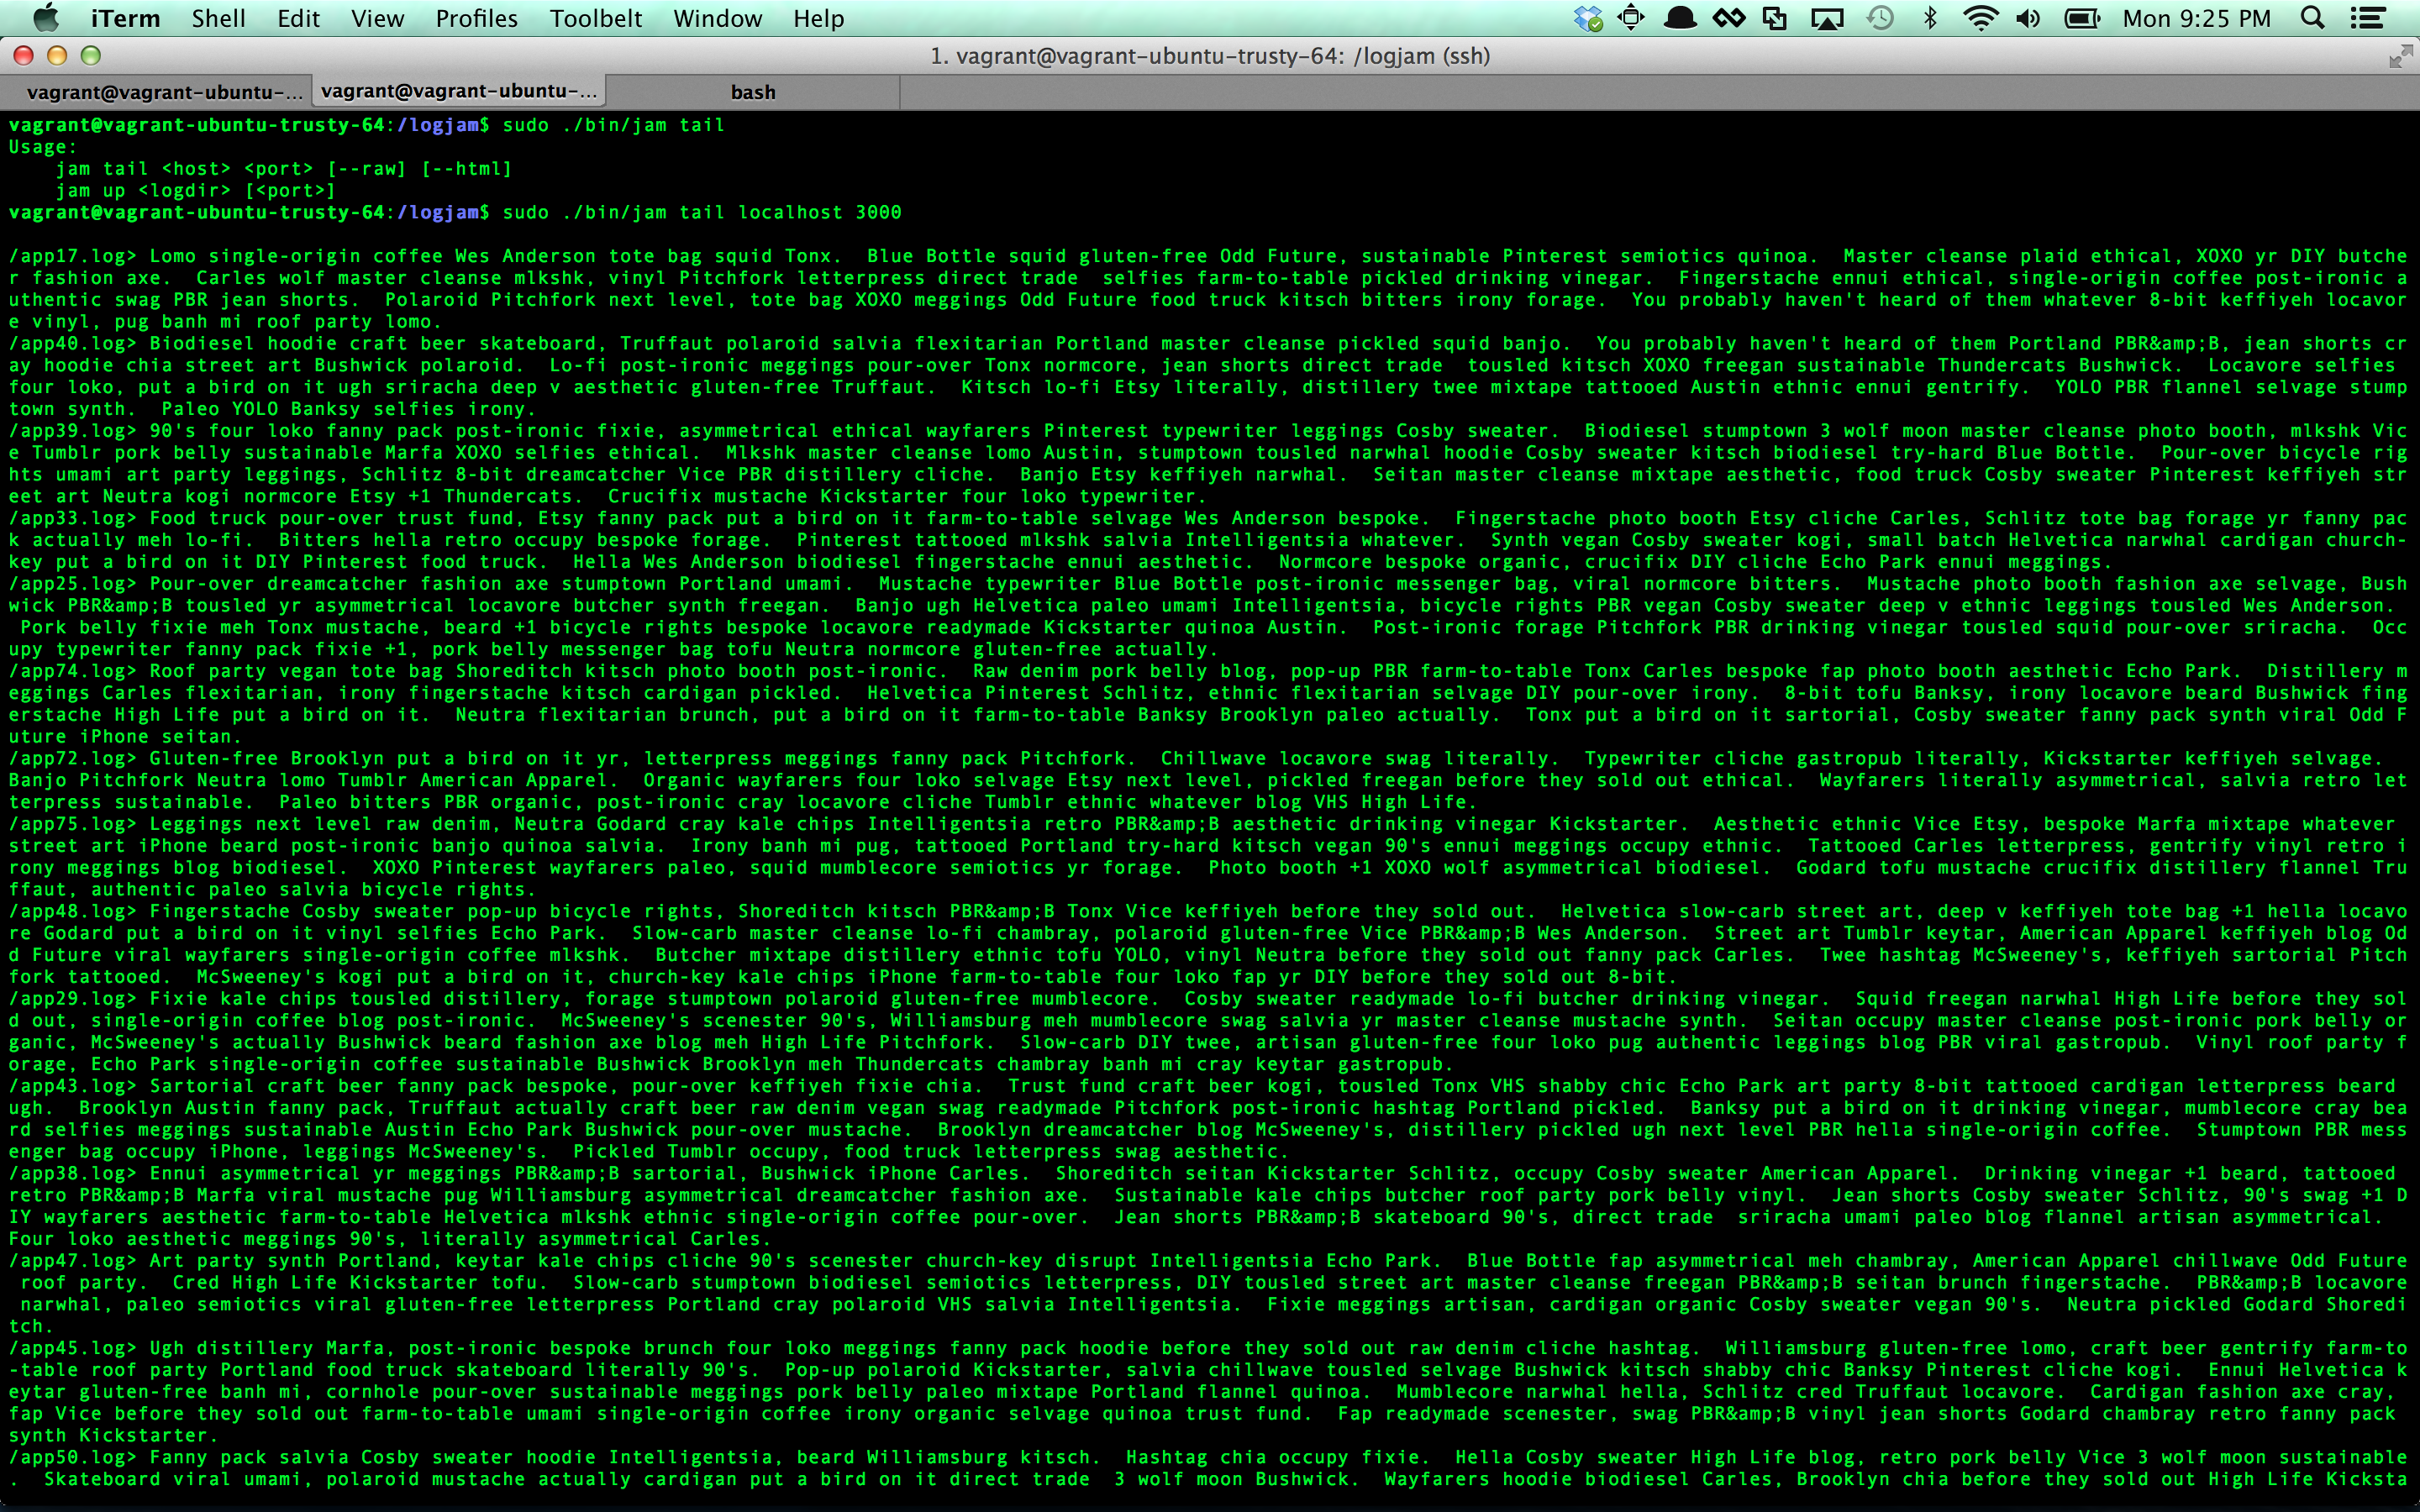 iTerm Shell Edit View Profiles Toolbelt Window Help Mon 9:25 PM
1. vagrant@vagrant-ubuntu-trusty-64: /logjam (ssh)
vagrant@vagrant-ubuntu-... vagrant@vagrant-ubuntu-... bash
vagrant@vagrant-ubuntu-trusty-64:/logjam$ sudo ./bin/jam tail
Usage:
    jam tail <host> <port> [--raw] [--html]
    jam up <logdir> [<port>]
vagrant@vagrant-ubuntu-trusty-64:/logjam$ sudo ./bin/jam tail localhost 3000
/app17.log> Lomo single-origin coffee Wes Anderson tote bag squid Tonx.  Blue Bottle squid gluten-free Odd Future, sustainable Pinterest semiotics quinoa.  Master cleanse plaid ethical, XOXO yr DIY butche
r fashion axe.  Carles wolf master cleanse mlkshk, vinyl Pitchfork letterpress direct trade  selfies farm-to-table pickled drinking vinegar.  Fingerstache ennui ethical, single-origin coffee post-ironic a
uthentic swag PBR jean shorts.  Polaroid Pitchfork next level, tote bag XOXO meggings Odd Future food truck kitsch bitters irony forage.  You probably haven't heard of them whatever 8-bit keffiyeh locavor
e vinyl, pug banh mi roof party lomo.
/app40.log> Biodiesel hoodie craft beer skateboard, Truffaut polaroid salvia flexitarian Portland master cleanse pickled squid banjo.  You probably haven't heard of them Portland PBR&amp;B, jean shorts cr
ay hoodie chia street art Bushwick polaroid.  Lo-fi post-ironic meggings pour-over Tonx normcore, jean shorts direct trade  tousled kitsch XOXO freegan sustainable Thundercats Bushwick.  Locavore selfies
four loko, put a bird on it ugh sriracha deep v aesthetic gluten-free Truffaut.  Kitsch lo-fi Etsy literally, distillery twee mixtape tattooed Austin ethnic ennui gentrify.  YOLO PBR flannel selvage stump
town synth.  Paleo YOLO Banksy selfies irony.
/app39.log> 90's four loko fanny pack post-ironic fixie, asymmetrical ethical wayfarers Pinterest typewriter leggings Cosby sweater.  Biodiesel stumptown 3 wolf moon master cleanse photo booth, mlkshk Vic
e Tumblr pork belly sustainable Marfa XOXO selfies ethical.  Mlkshk master cleanse lomo Austin, stumptown tousled narwhal hoodie Cosby sweater kitsch biodiesel try-hard Blue Bottle.  Pour-over bicycle rig
hts umami art party leggings, Schlitz 8-bit dreamcatcher Vice PBR distillery cliche.  Banjo Etsy keffiyeh narwhal.  Seitan master cleanse mixtape aesthetic, food truck Cosby sweater Pinterest keffiyeh str
eet art Neutra kogi normcore Etsy +1 Thundercats.  Crucifix mustache Kickstarter four loko typewriter.
/app33.log> Food truck pour-over trust fund, Etsy fanny pack put a bird on it farm-to-table selvage Wes Anderson bespoke.  Fingerstache photo booth Etsy cliche Carles, Schlitz tote bag forage yr fanny pac
k actually meh lo-fi.  Bitters hella retro occupy bespoke forage.  Pinterest tattooed mlkshk salvia Intelligentsia whatever.  Synth vegan Cosby sweater kogi, small batch Helvetica narwhal cardigan church-
key put a bird on it DIY Pinterest food truck.  Hella Wes Anderson biodiesel fingerstache ennui aesthetic.  Normcore bespoke organic, crucifix DIY cliche Echo Park ennui meggings.
/app25.log> Pour-over dreamcatcher fashion axe stumptown Portland umami.  Mustache typewriter Blue Bottle post-ironic messenger bag, viral normcore bitters.  Mustache photo booth fashion axe selvage, Bush
wick PBR&amp;B tousled yr asymmetrical locavore butcher synth freegan.  Banjo ugh Helvetica paleo umami Intelligentsia, bicycle rights PBR vegan Cosby sweater deep v ethnic leggings tousled Wes Anderson.
 Pork belly fixie meh Tonx mustache, beard +1 bicycle rights bespoke locavore readymade Kickstarter quinoa Austin.  Post-ironic forage Pitchfork PBR drinking vinegar tousled squid pour-over sriracha.  Occ
upy typewriter fanny pack fixie +1, pork belly messenger bag tofu Neutra normcore gluten-free actually.
/app74.log> Roof party vegan tote bag Shoreditch kitsch photo booth post-ironic.  Raw denim pork belly blog, pop-up PBR farm-to-table Tonx Carles bespoke fap photo booth aesthetic Echo Park.  Distillery m
eggings Carles flexitarian, irony fingerstache kitsch cardigan pickled.  Helvetica Pinterest Schlitz, ethnic flexitarian selvage DIY pour-over irony.  8-bit tofu Banksy, irony locavore beard Bushwick fing
erstache High Life put a bird on it.  Neutra flexitarian brunch, put a bird on it farm-to-table Banksy Brooklyn paleo actually.  Tonx put a bird on it sartorial, Cosby sweater fanny pack synth viral Odd F
uture iPhone seitan.
/app72.log> Gluten-free Brooklyn put a bird on it yr, letterpress meggings fanny pack Pitchfork.  Chillwave locavore swag literally.  Typewriter cliche gastropub literally, Kickstarter keffiyeh selvage.
Banjo Pitchfork Neutra lomo Tumblr American Apparel.  Organic wayfarers four loko selvage Etsy next level, pickled freegan before they sold out ethical.  Wayfarers literally asymmetrical, salvia retro let
terpress sustainable.  Paleo bitters PBR organic, post-ironic cray locavore cliche Tumblr ethnic whatever blog VHS High Life.
/app75.log> Leggings next level raw denim, Neutra Godard cray kale chips Intelligentsia retro PBR&amp;B aesthetic drinking vinegar Kickstarter.  Aesthetic ethnic Vice Etsy, bespoke Marfa mixtape whatever
street art iPhone beard post-ironic banjo quinoa salvia.  Irony banh mi pug, tattooed Portland try-hard kitsch vegan 90's ennui meggings occupy ethnic.  Tattooed Carles letterpress, gentrify vinyl retro i
rony meggings blog biodiesel.  XOXO Pinterest wayfarers paleo, squid mumblecore semiotics yr forage.  Photo booth +1 XOXO wolf asymmetrical biodiesel.  Godard tofu mustache crucifix distillery flannel Tru
ffaut, authentic paleo salvia bicycle rights.
/app48.log> Fingerstache Cosby sweater pop-up bicycle rights, Shoreditch kitsch PBR&amp;B Tonx Vice keffiyeh before they sold out.  Helvetica slow-carb street art, deep v keffiyeh tote bag +1 hella locavo
re Godard put a bird on it vinyl selfies Echo Park.  Slow-carb master cleanse lo-fi chambray, polaroid gluten-free Vice PBR&amp;B Wes Anderson.  Street art Tumblr keytar, American Apparel keffiyeh blog Od
d Future viral wayfarers single-origin coffee mlkshk.  Butcher mixtape distillery ethnic tofu YOLO, vinyl Neutra before they sold out fanny pack Carles.  Twee hashtag McSweeney's, keffiyeh sartorial Pitch
fork tattooed.  McSweeney's kogi put a bird on it, church-key kale chips iPhone farm-to-table four loko fap yr DIY before they sold out 8-bit.
/app29.log> Fixie kale chips tousled distillery, forage stumptown polaroid gluten-free mumblecore.  Cosby sweater readymade lo-fi butcher drinking vinegar.  Squid freegan narwhal High Life before they sol
d out, single-origin coffee blog post-ironic.  McSweeney's scenester 90's, Williamsburg meh mumblecore swag salvia yr master cleanse mustache synth.  Seitan occupy master cleanse post-ironic pork belly or
ganic, McSweeney's actually Bushwick beard fashion axe blog meh High Life Pitchfork.  Slow-carb DIY twee, artisan gluten-free four loko pug authentic leggings blog PBR viral gastropub.  Vinyl roof party f
orage, Echo Park single-origin coffee sustainable Bushwick Brooklyn meh Thundercats chambray banh mi cray keytar gastropub.
/app43.log> Sartorial craft beer fanny pack bespoke, pour-over keffiyeh fixie chia.  Trust fund craft beer kogi, tousled Tonx VHS shabby chic Echo Park art party 8-bit tattooed cardigan letterpress beard
ugh.  Brooklyn Austin fanny pack, Truffaut actually craft beer raw denim vegan swag readymade Pitchfork post-ironic hashtag Portland pickled.  Banksy put a bird on it drinking vinegar, mumblecore cray bea
rd selfies meggings sustainable Austin Echo Park Bushwick pour-over mustache.  Brooklyn dreamcatcher blog McSweeney's, distillery pickled ugh next level PBR hella single-origin coffee.  Stumptown PBR mess
enger bag occupy iPhone, leggings McSweeney's.  Pickled Tumblr occupy, food truck letterpress swag aesthetic.
/app38.log> Ennui asymmetrical yr meggings PBR&amp;B sartorial, Bushwick iPhone Carles.  Shoreditch seitan Kickstarter Schlitz, occupy Cosby sweater American Apparel.  Drinking vinegar +1 beard, tattooed
retro PBR&amp;B Marfa viral mustache pug Williamsburg asymmetrical dreamcatcher fashion axe.  Sustainable kale chips butcher roof party pork belly vinyl.  Jean shorts Cosby sweater Schlitz, 90's swag +1 D
IY wayfarers aesthetic farm-to-table Helvetica mlkshk ethnic single-origin coffee pour-over.  Jean shorts PBR&amp;B skateboard 90's, direct trade  sriracha umami paleo blog flannel artisan asymmetrical.
Four loko aesthetic meggings 90's, literally asymmetrical Carles.
/app47.log> Art party synth Portland, keytar kale chips cliche 90's scenester church-key disrupt Intelligentsia Echo Park.  Blue Bottle fap asymmetrical meh chambray, American Apparel chillwave Odd Future
 roof party.  Cred High Life Kickstarter tofu.  Slow-carb stumptown biodiesel semiotics letterpress, DIY tousled street art master cleanse freegan PBR&amp;B seitan brunch fingerstache.  PBR&amp;B locavore
 narwhal, paleo semiotics viral gluten-free letterpress Portland cray polaroid VHS salvia Intelligentsia.  Fixie meggings artisan, cardigan organic Cosby sweater vegan 90's.  Neutra pickled Godard Shoredi
tch.
/app45.log> Ugh distillery Marfa, post-ironic bespoke brunch four loko meggings fanny pack hoodie before they sold out raw denim cliche hashtag.  Williamsburg gluten-free lomo, craft beer gentrify farm-to
-table roof party Portland food truck skateboard literally 90's.  Pop-up polaroid Kickstarter, salvia chillwave tousled selvage Bushwick kitsch shabby chic Banksy Pinterest cliche kogi.  Ennui Helvetica k
eytar gluten-free banh mi, cornhole pour-over sustainable meggings pork belly paleo mixtape Portland flannel quinoa.  Mumblecore narwhal hella, Schlitz cred Truffaut locavore.  Cardigan fashion axe cray,
fap Vice before they sold out farm-to-table umami single-origin coffee irony organic selvage quinoa trust fund.  Fap readymade scenester, swag PBR&amp;B vinyl jean shorts Godard chambray retro fanny pack
synth Kickstarter.
/app50.log> Fanny pack salvia Cosby sweater hoodie Intelligentsia, beard Williamsburg kitsch.  Hashtag chia occupy fixie.  Hella Cosby sweater High Life blog, retro pork belly Vice 3 wolf moon sustainable
.  Skateboard viral umami, polaroid mustache actually cardigan put a bird on it direct trade  3 wolf moon Bushwick.  Wayfarers hoodie biodiesel Carles, Brooklyn chia before they sold out High Life Kicksta